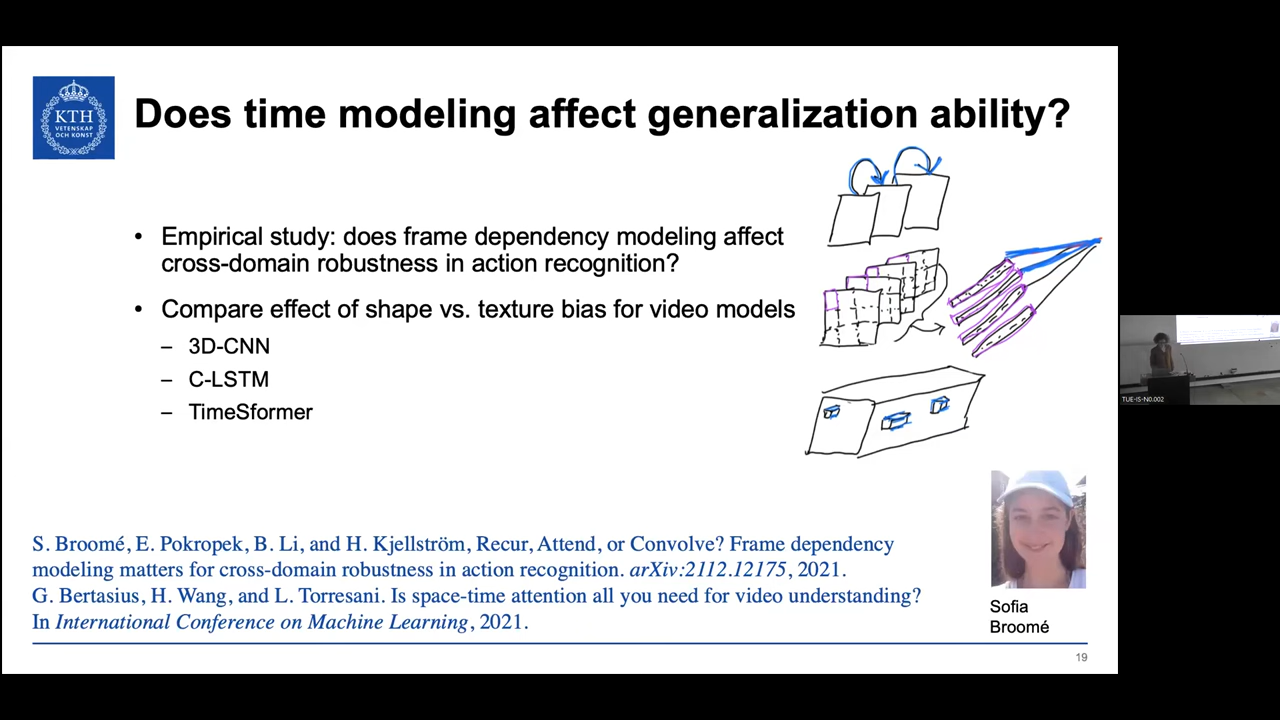 KTH
VETENSKAP
OCH KONST
Does time modeling affect generalization ability?
• Empirical study: does frame dependency modeling affect
cross-domain robustness in action recognition?
• Compare effect of shape vs. texture bias for video models
– 3D-CNN
– C-LSTM
– TimeSformer
S. Broomé, E. Pokropek, B. Li, and H. Kjellström, Recur, Attend, or Convolve? Frame dependency
modeling matters for cross-domain robustness in action recognition. arXiv:2112.12175, 2021.
G. Bertasius, H. Wang, and L. Torresani. Is space-time attention all you need for video understanding?
In International Conference on Machine Learning, 2021.
Sofia
Broomé
19
TUE-IS-N0.002